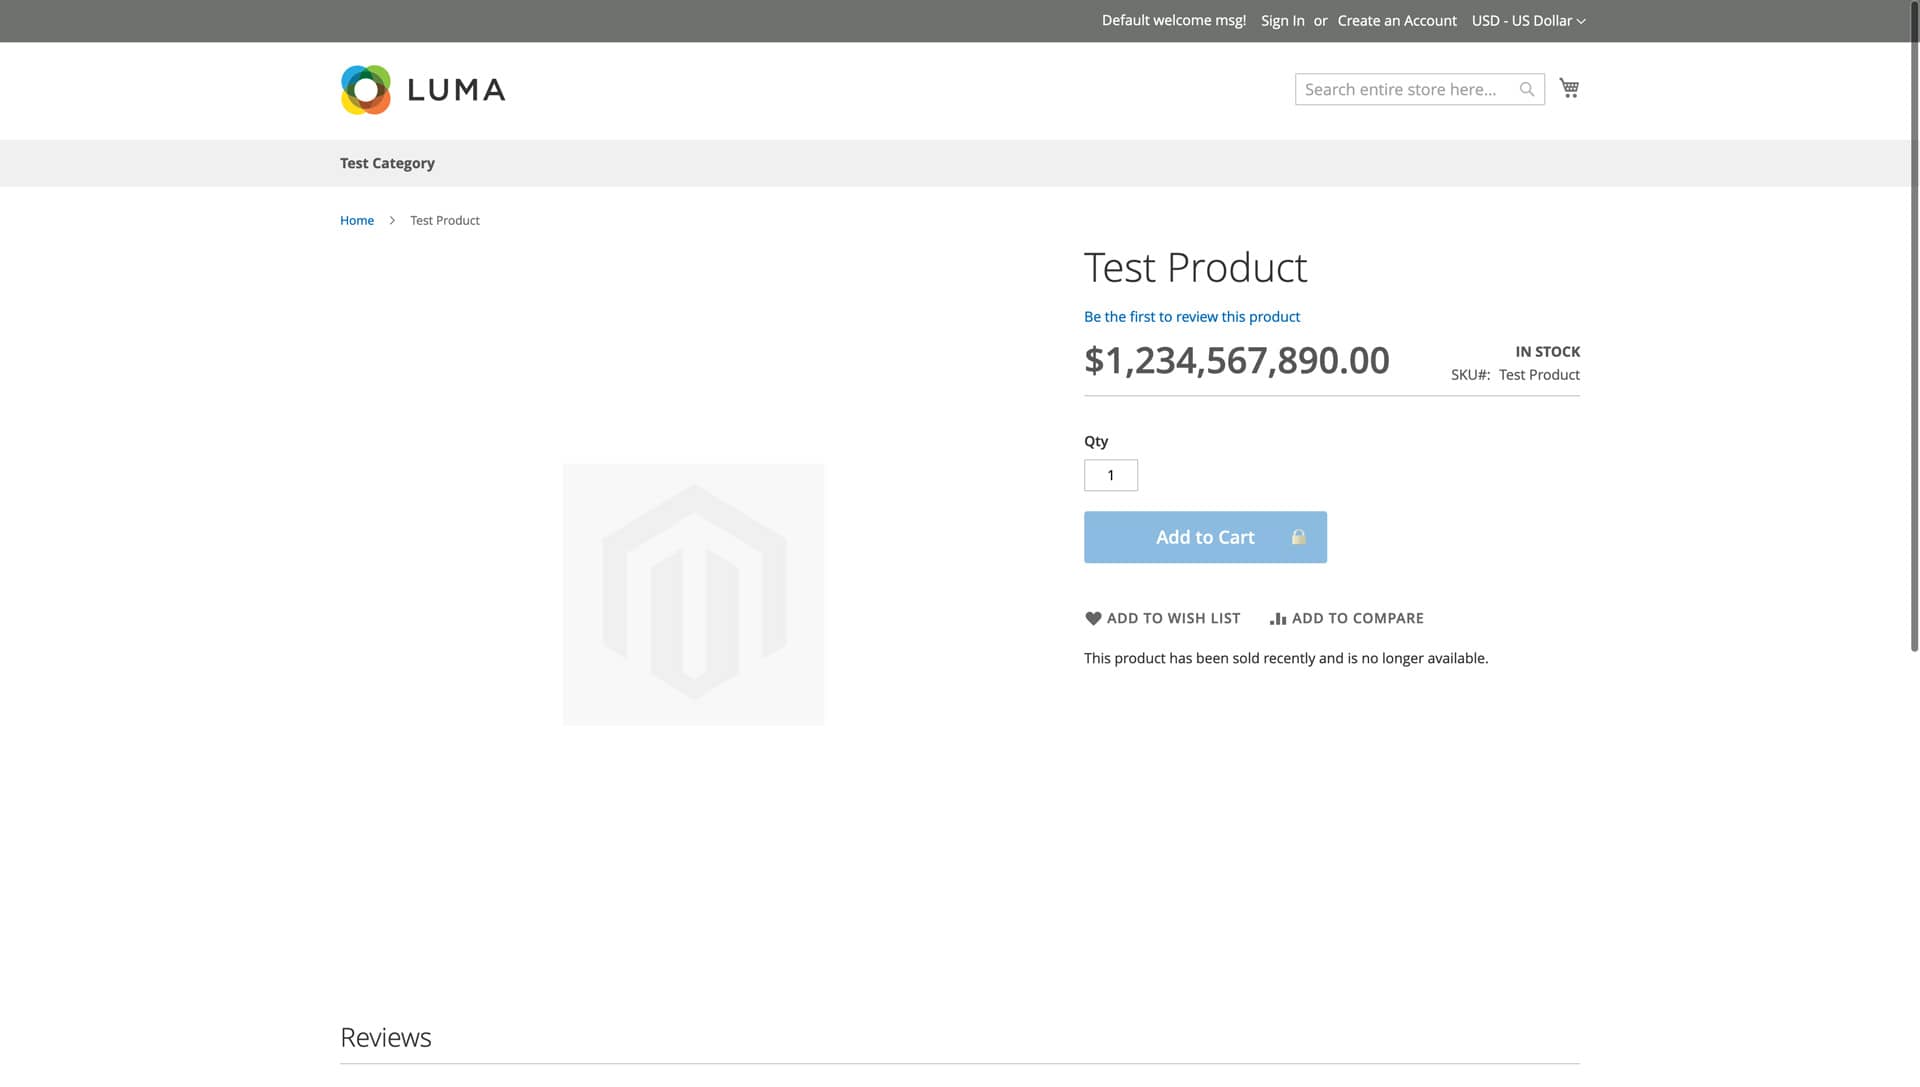 Default welcome msg! Sign In or Create an Account USD - US Dollar
LUMA
Search entire store here...
Test Category
Home > Test Product
Test Product
Be the first to review this product
$1,234,567,890.00
IN STOCK
SKU#: Test Product
Qty
1
Add to Cart
ADD TO WISH LIST ADD TO COMPARE
This product has been sold recently and is no longer available.
Reviews